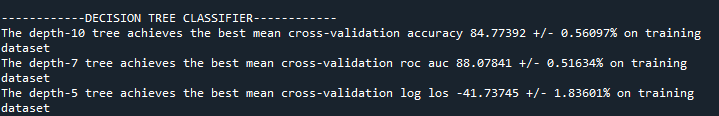 ------------DECISION TREE CLASSIFIER------------
The depth-10 tree achieves the best mean cross-validation accuracy 84.77392 +/- 0.56097% on training
dataset
The depth-7 tree achieves the best mean cross-validation roc auc 88.07841 +/- 0.51634% on training
dataset
The depth-5 tree achieves the best mean cross-validation log los -41.73745 +/- 1.83601% on training
dataset